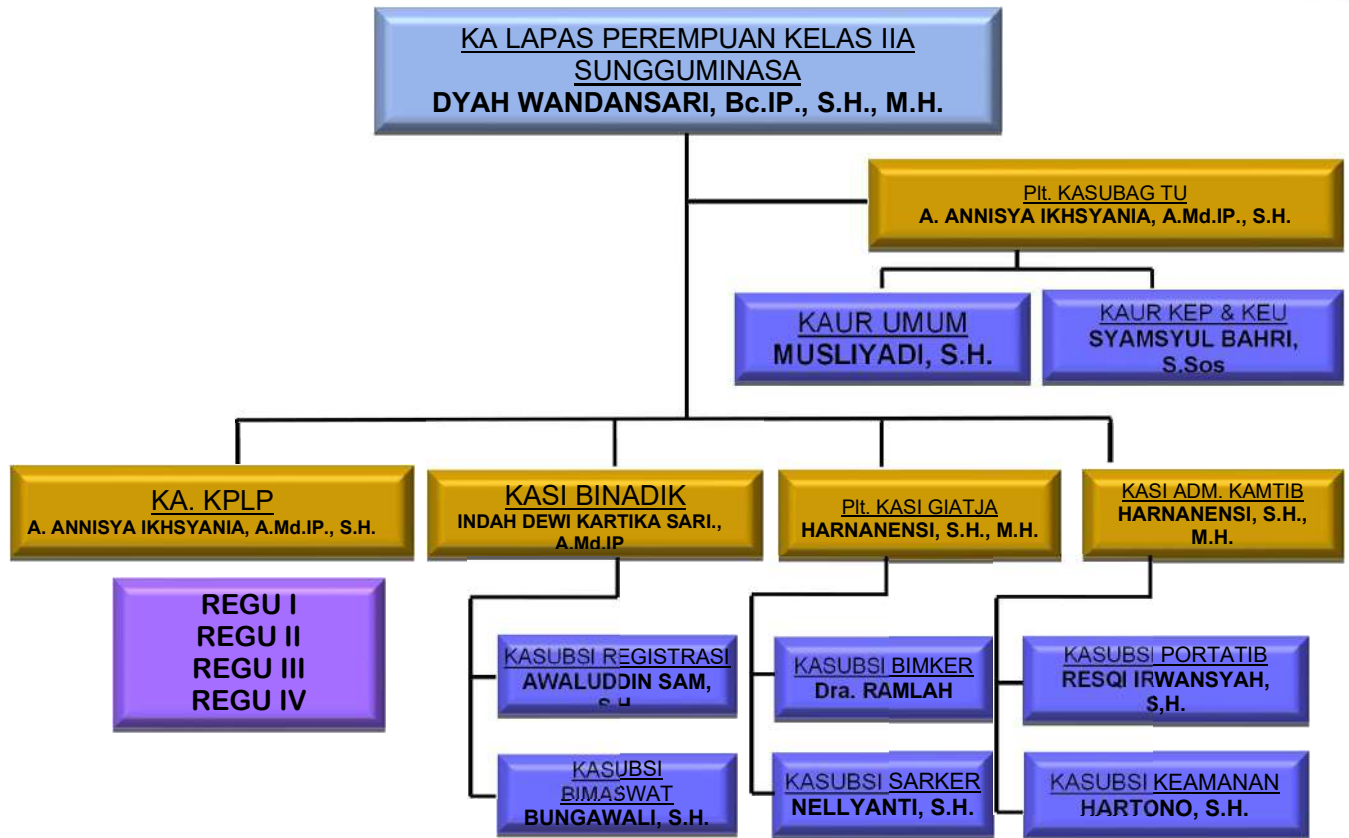 KA LAPAS PEREMPUAN KELAS IIA
SUNGGUMINASA
DYAH WANDANSARI, Bc.IP., S.H., M.H.
Plt. KASUBAG TU
A. ANNISYA IKHSYANIA, A.Md.IP., S.H.
KAUR UMUM
MUSLIYADI, S.H.
KAUR KEP & KEU
SYAMSYUL BAHRI,
S.Sos
KA. KPLP
A. ANNISYA IKHSYANIA, A.Md.IP., S.H.
KASI BINADIK
INDAH DEWI KARTIKA SARI.,
A.Md.IP
Plt. KASI GIATJA
HARNANENSI, S.H., M.H.
KASI ADM. KAMTIB
HARNANENSI, S.H.,
M.H.
REGU I
REGU II
REGU III
REGU IV
KASUBSI REGISTRASI
AWALUDDIN SAM,
S.H
KASUBSI
BIMASWAT
BUNGAWALI, S.H.
KASUBSI BIMKER
Dra. RAMLAH
KASUBSI SARKER
NELLYANTI, S.H.
KASUBSI PORTATIB
RESQI IRWANSYAH,
S,H.
KASUBSI KEAMANAN
HARTONO, S.H.